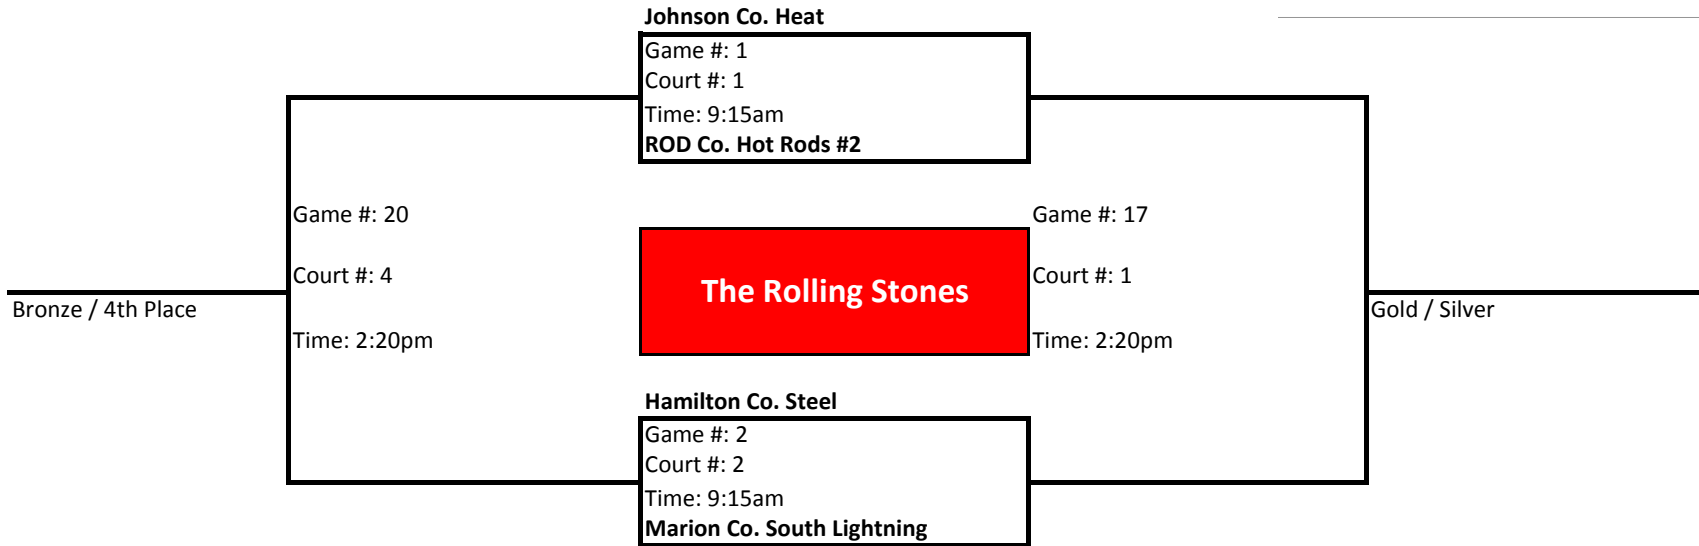 Johnson Co. Heat
Game #: 1
Court #: 1
Time: 9:15am
ROD Co. Hot Rods #2
Game #: 20
Court #: 4
Time: 2:20pm
Bronze / 4th Place
The Rolling Stones
Game #: 17
Court #: 1
Time: 2:20pm
Gold / Silver
Hamilton Co. Steel
Game #: 2
Court #: 2
Time: 9:15am
Marion Co. South Lightning